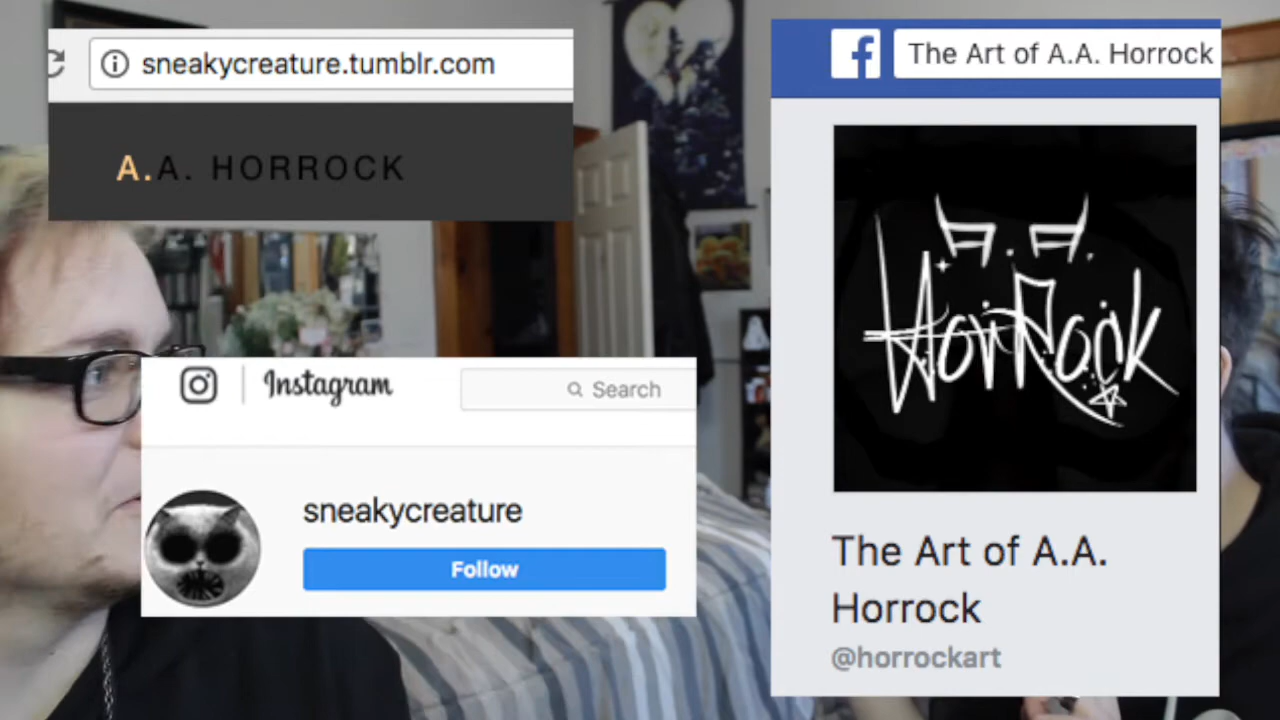 sneakycreature.tumblr.com
A.A. HORROCK
The Art of A.A. Horrock
A.A.
HorRock
The Art of A.A.
Horrock
@horrockart
Instagram
Search
sneakycreature
Follow